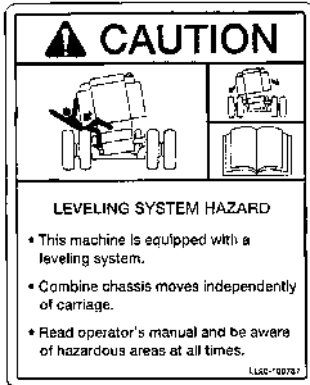 CAUTION
LEVELING SYSTEM HAZARD
• This machine is equipped with a
leveling system.
• Combine chassis moves independently
of carriage.
• Read operator's manual and be aware
of hazardous areas at all times.